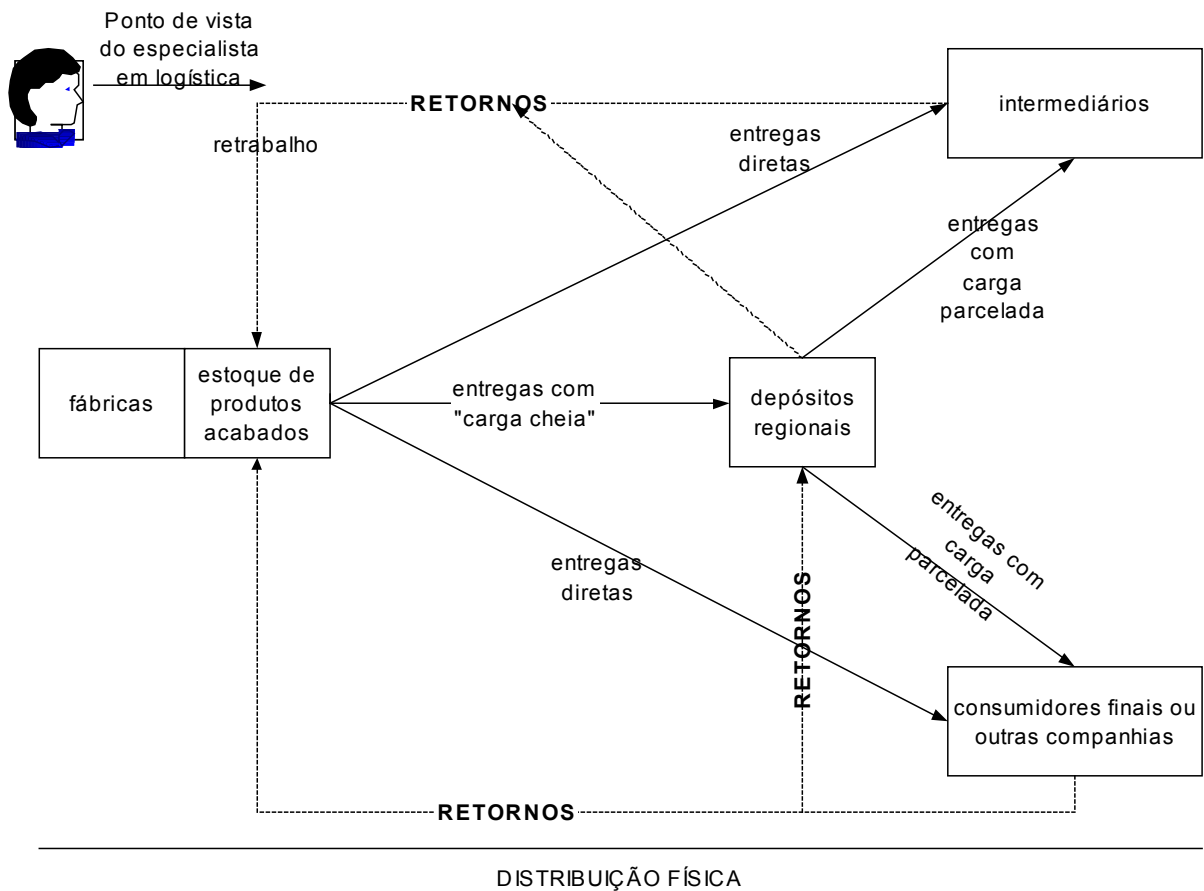 Ponto de vista
do especialista
em logística
RETORNOS
intermediários
retrabalho
entregas
diretas
entregas
com
carga
parcelada
fábricas
estoque de
produtos
acabados
entregas com
"carga cheia"
depósitos
regionais
entregas com
carga
parcelada
entregas
diretas
RETORNOS
consumidores finais ou
outras companhias
RETORNOS
DISTRIBUIÇÃO FÍSICA